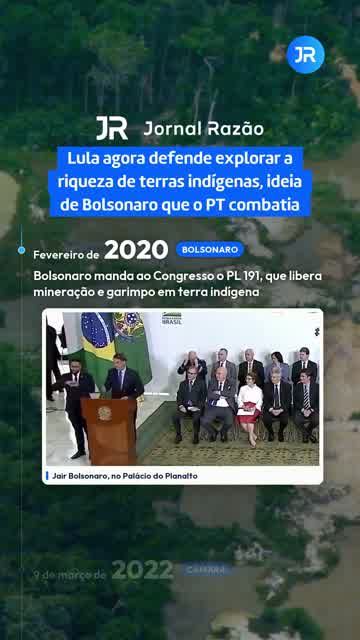 JR
JR Jornal Razão
Lula agora defende explorar a
riqueza de terras indígenas, ideia
de Bolsonaro que o PT combatia
Fevereiro de 2020 BOLSONARO
Bolsonaro manda ao Congresso o PL 191, que libera
mineração e garimpo em terra indígena
BRASIL
Jair Bolsonaro, no Palácio do Planalto
9 de março de 2022 CÂMARA